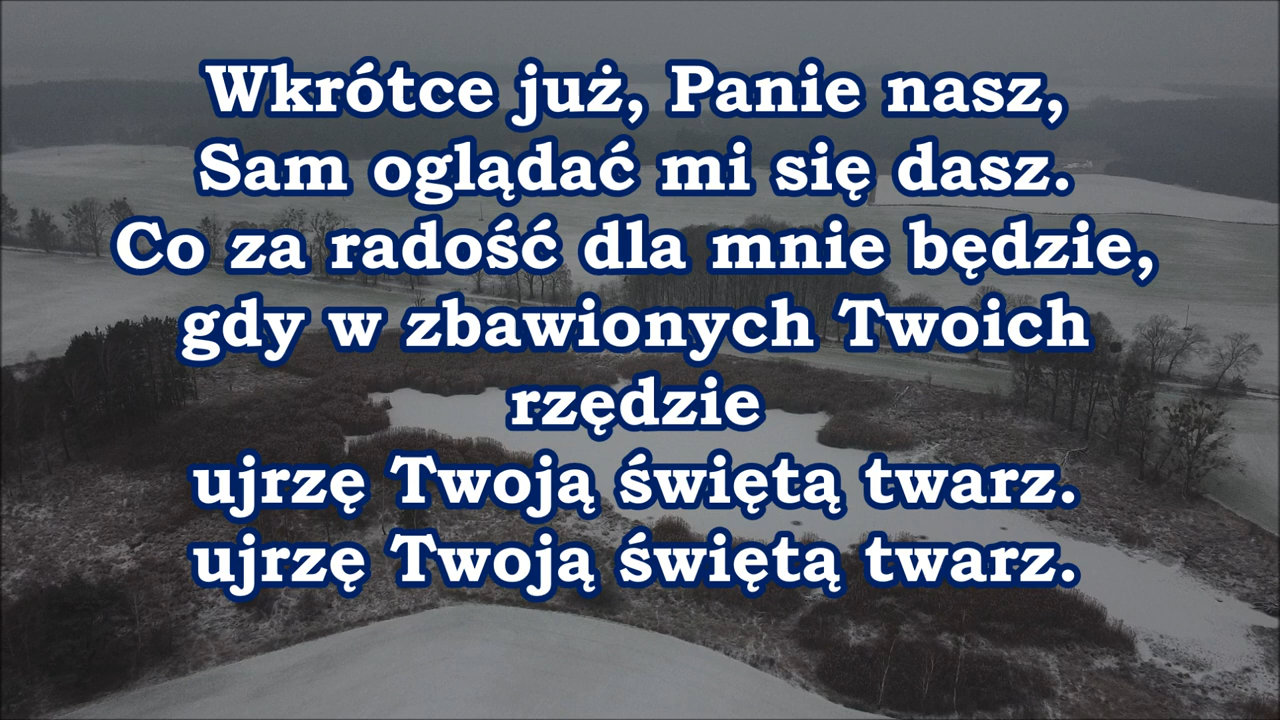 Wkrótce już, Panie nasz,
Sam oglądać mi się dasz.
Co za radość dla mnie będzie,
gdy w zbawionych Twoich
rzędzie
ujrzę Twoją świętą twarz.
ujrzę Twoją świętą twarz.